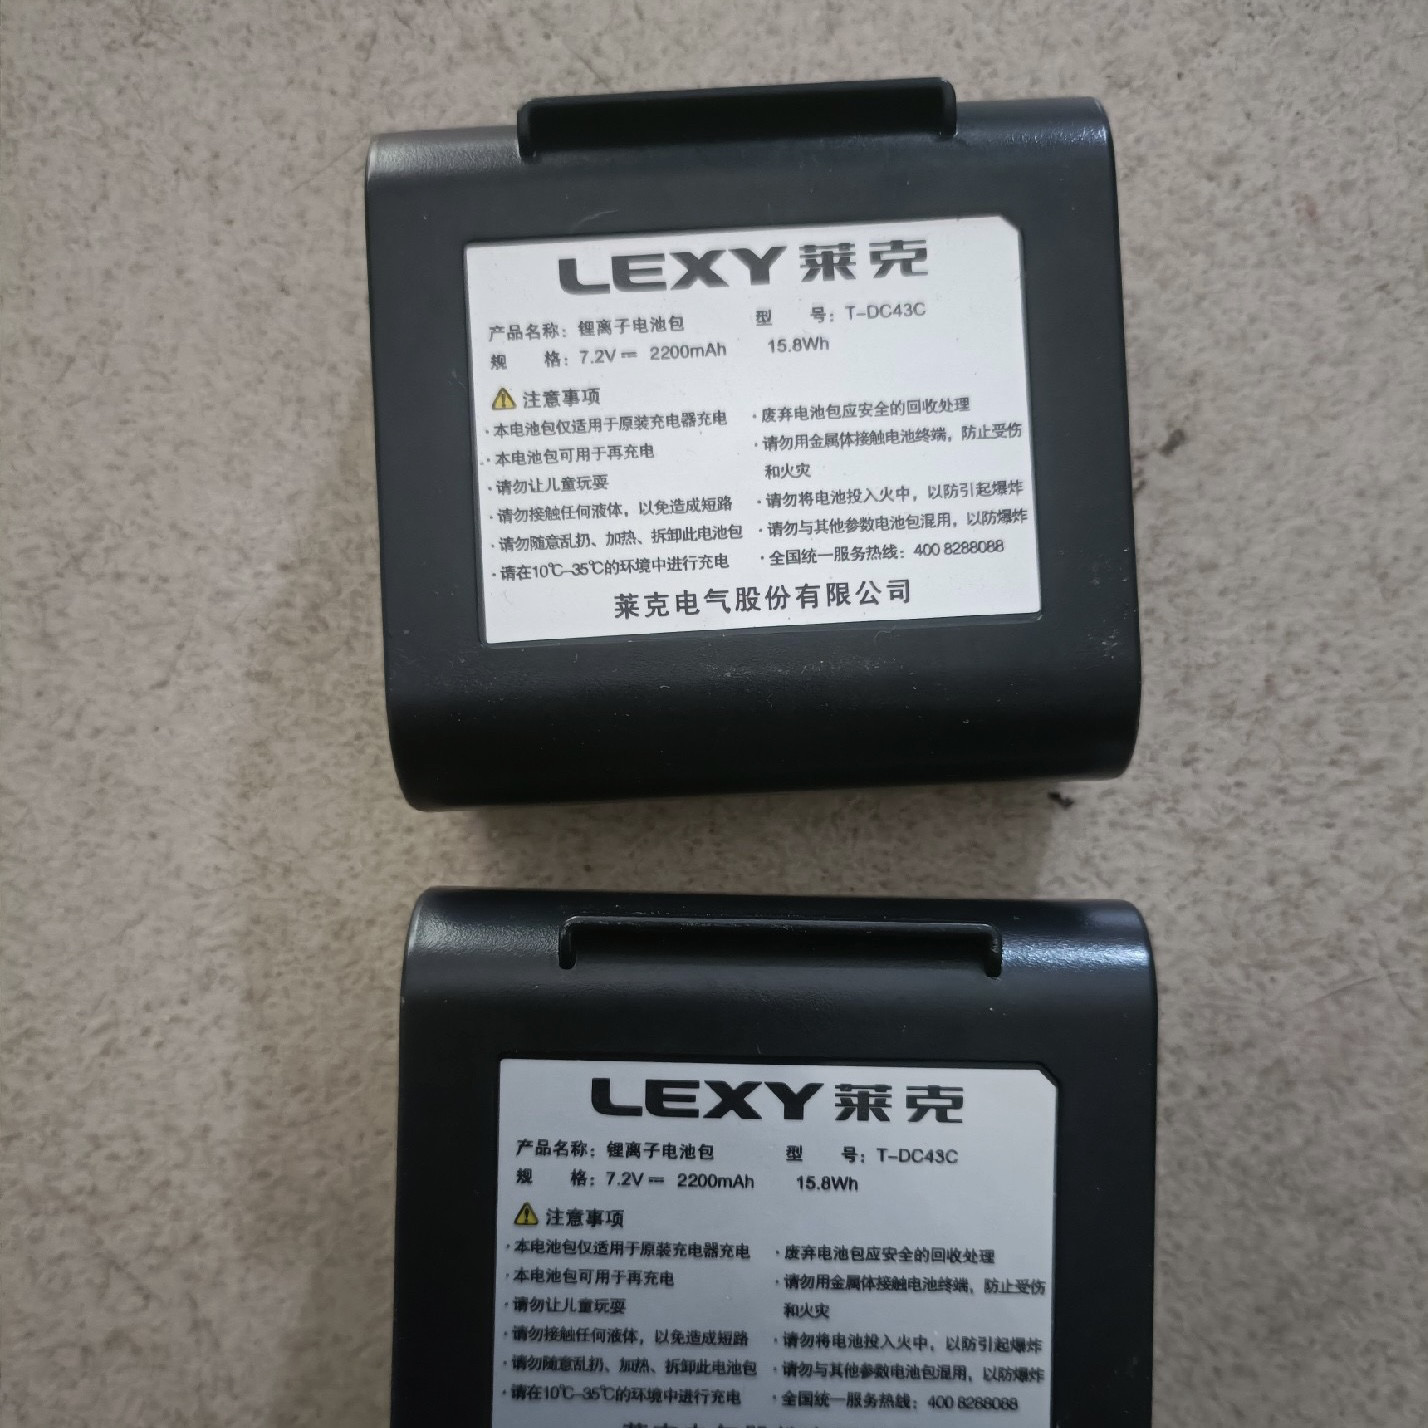 LEXY莱克
产品名称：锂离子电池包 型 号：T-DC43C
规 格：7.2V⎓ 2200mAh 15.8Wh
注意事项
·本电池包仅适用于原装充电器充电
·本电池包可用于再充电
·请勿让儿童玩耍
·请勿接触任何液体，以免造成短路
·请勿随意乱扔、加热、拆卸此电池包
·请在10℃-35℃的环境中进行充电
·废弃电池包应安全的回收处理
·请勿用金属体接触电池终端，防止受伤
和火灾
·请勿将电池投入火中，以防引起爆炸
·请勿与其他参数电池包混用，以防爆炸
·全国统一服务热线：400 8288088
莱克电气股份有限公司
LEXY莱克
产品名称：锂离子电池包 型 号：T-DC43C
规 格：7.2V⎓ 2200mAh 15.8Wh
注意事项
·本电池包仅适用于原装充电器充电
·本电池包可用于再充电
·请勿让儿童玩耍
·请勿接触任何液体，以免造成短路
·请勿随意乱扔、加热、拆卸此电池包
·请在10℃-35℃的环境中进行充电
·废弃电池包应安全的回收处理
·请勿用金属体接触电池终端，防止受伤
和火灾
·请勿将电池投入火中，以防引起爆炸
·请勿与其他参数电池包混用，以防爆炸
·全国统一服务热线：400 8288088